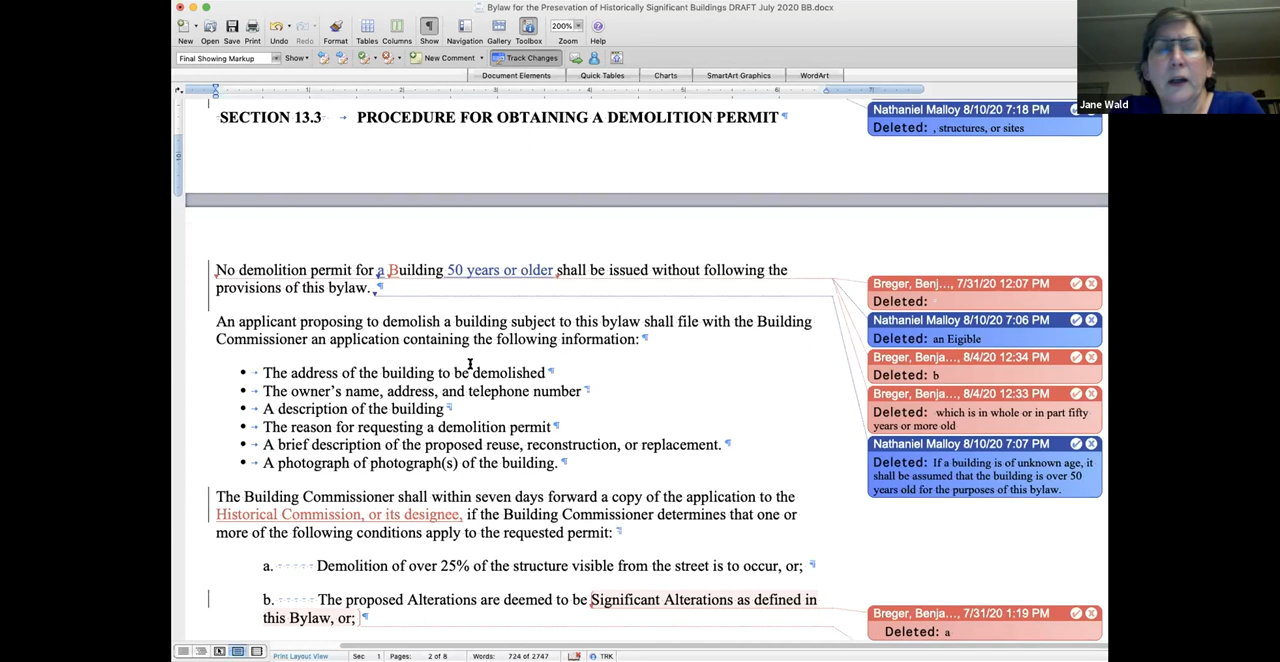 Bylaw for the Presevation of Historically Significant Buildings DRAFT July 2020 BB.docx
New Open Save Print Undo Redo Format Tables Columns Show Navigation Gallery Toolbox Zoom Help
200%
Final Showing Markup Show New Comment Track Changes
Document Elements Quick Tables Charts SmartArt Graphics WordArt
Jane Wald
SECTION 13.3 PROCEDURE FOR OBTAINING A DEMOLITION PERMIT
Nathaniel Malloy 8/10/20 7:18 PM
Deleted: , structures, or sites
No demolition permit for a Building 50 years or older shall be issued without following the
provisions of this bylaw.
An applicant proposing to demolish a building subject to this bylaw shall file with the Building
Commissioner an application containing the following information:
• The address of the building to be demolished
• The owner's name, address, and telephone number
• A description of the building
• The reason for requesting a demolition permit
• A brief description of the proposed reuse, reconstruction, or replacement.
• A photograph of photograph(s) of the building.
The Building Commissioner shall within seven days forward a copy of the application to the
Historical Commission, or its designee, if the Building Commissioner determines that one or
more of the following conditions apply to the requested permit:
a. Demolition of over 25% of the structure visible from the street is to occur, or;
b. The proposed Alterations are deemed to be Significant Alterations as defined in
this Bylaw, or;
Breger, Benj..., 7/31/20 12:07 PM
Deleted:
Nathaniel Malloy 8/10/20 7:06 PM
Deleted: an Eigible
Breger, Benja..., 8/4/20 12:34 PM
Deleted: b
Breger, Benja..., 8/4/20 12:33 PM
Deleted: which is in whole or in part fifty
years or more old
Nathaniel Malloy 8/10/20 7:07 PM
Deleted: If a building is of unknown age, it
shall be assumed that the building is over 50
years old for the purposes of this bylaw.
Breger, Benja..., 7/31/20 1:19 PM
Deleted: a
Print Layout View Sec 1 Pages: 2 of 8 Words: 724 of 2747 TRK